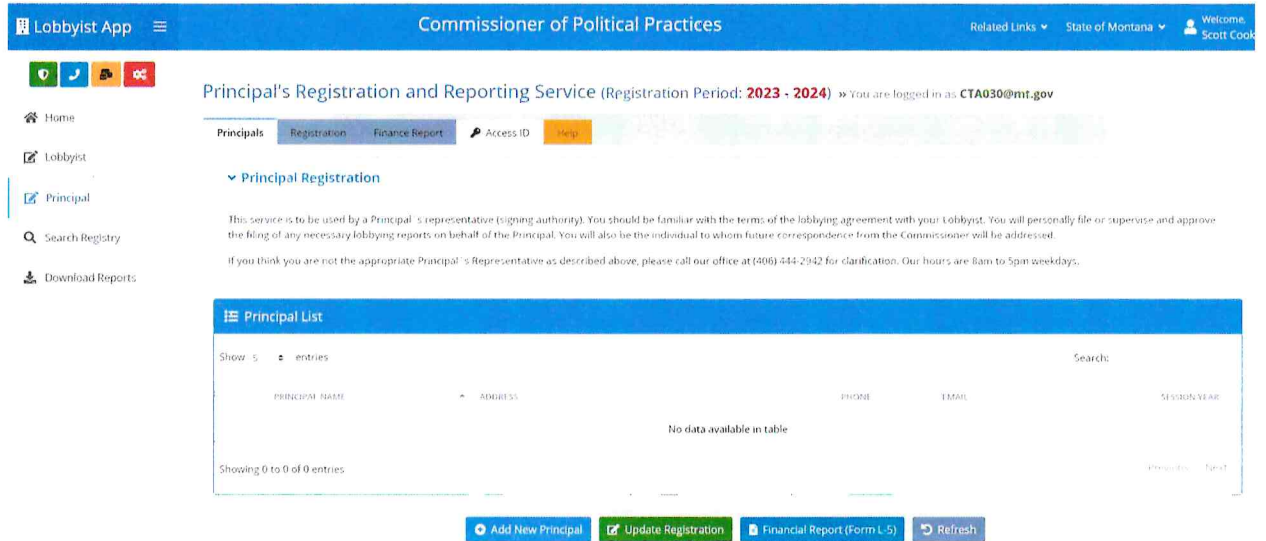 Lobbyist App
Commissioner of Political Practices
Related Links
State of Montana
Welcome,
Scott Cook
Home
Lobbyist
Principal
Search Registry
Download Reports
Principal's Registration and Reporting Service (Registration Period: 2023 - 2024) » You are logged in as CTA030@mt.gov
Principals
Registration
Finance Report
Access ID
Help
Principal Registration
This service is to be used by a Principal`s representative (signing authority). You should be familiar with the terms of the lobbying agreement with your Lobbyist. You will personally file or supervise and approve
the filing of any necessary lobbying reports on behalf of the Principal. You will also be the individual to whom future correspondence from the Commissioner will be addressed.
If you think you are not the appropriate Principal`s Representative as described above, please call our office at (406) 444-2942 for clarification. Our hours are 8am to 5pm weekdays.
Principal List
Show 5 entries
Search:
PRINCIPAL NAME
ADDRESS
PHONE
EMAIL
SESSION YEAR
No data available in table
Showing 0 to 0 of 0 entries
Previous
Next
Add New Principal
Update Registration
Financial Report (Form L-5)
Refresh